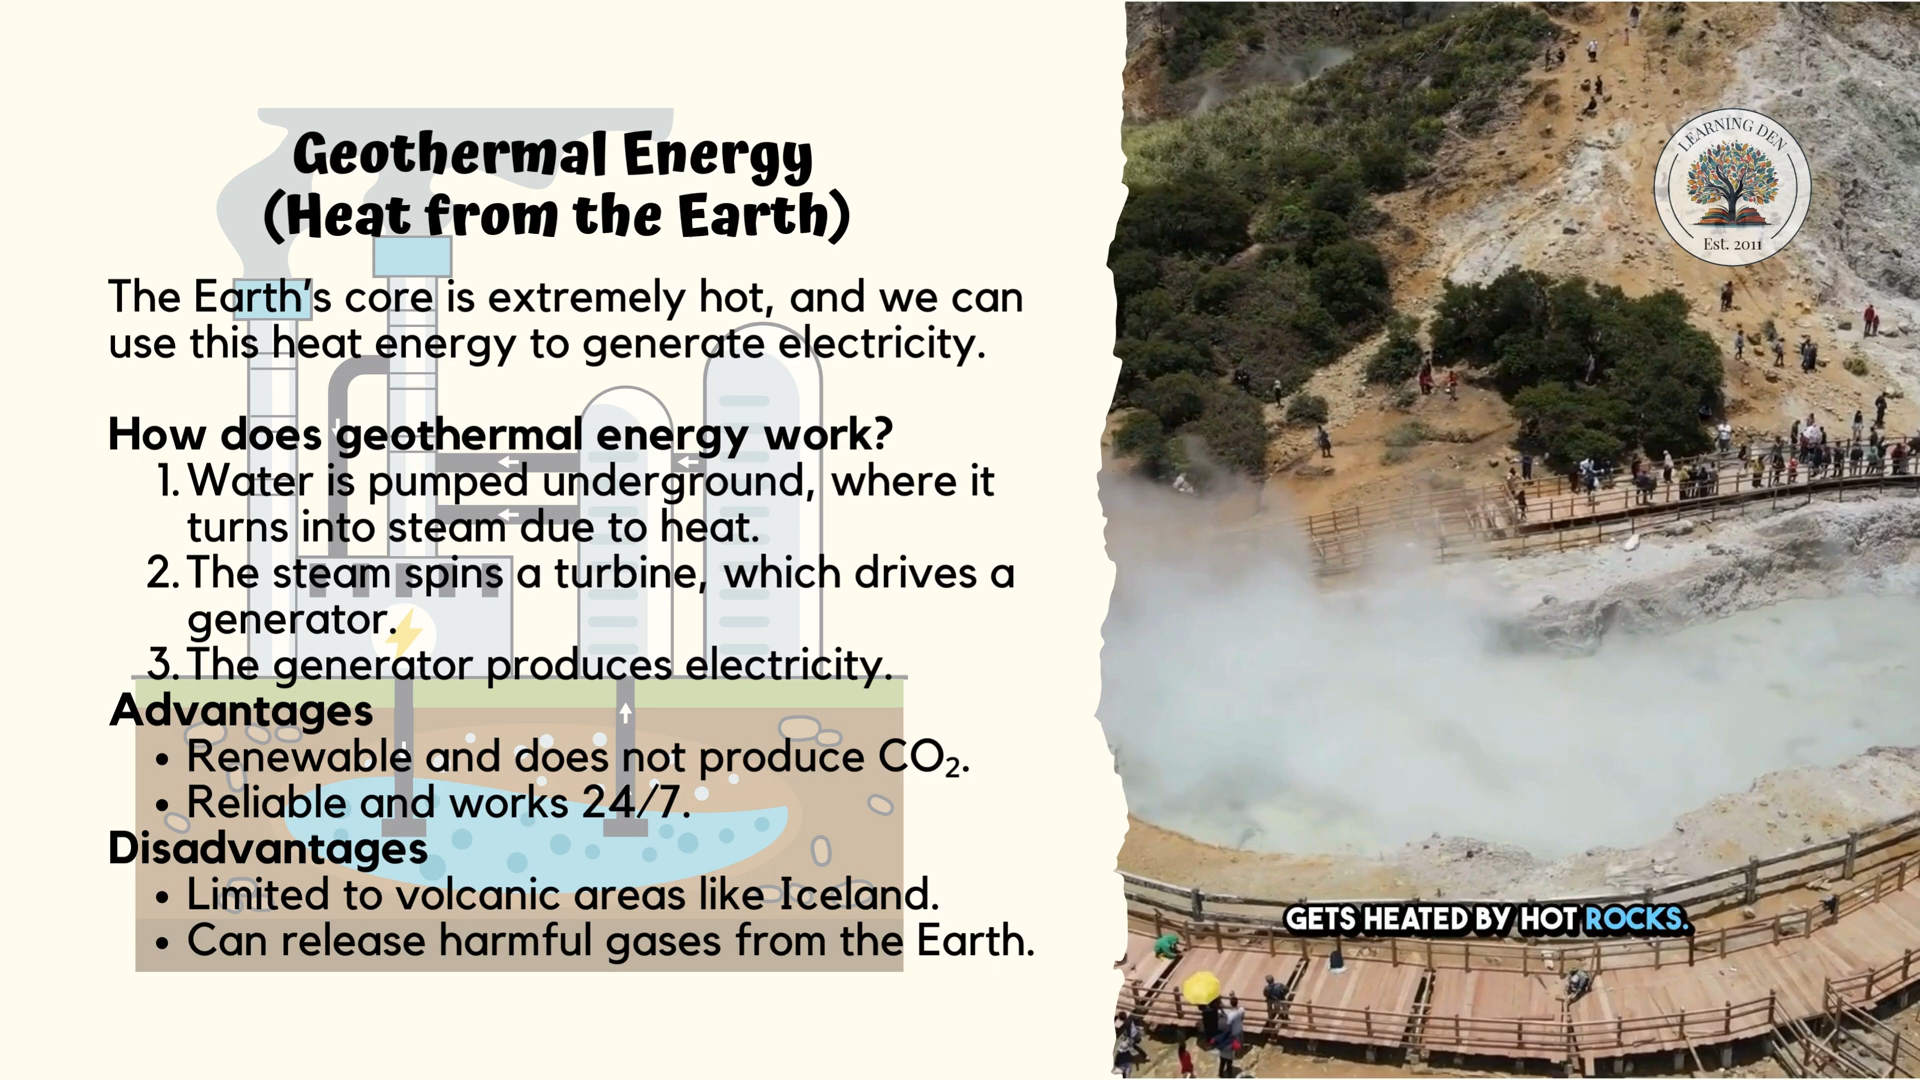 Geothermal Energy
(Heat from the Earth)
The Earth's core is extremely hot, and we can
use this heat energy to generate electricity.
How does geothermal energy work?
1. Water is pumped underground, where it
turns into steam due to heat.
2. The steam spins a turbine, which drives a
generator.
3. The generator produces electricity.
Advantages
• Renewable and does not produce CO₂.
• Reliable and works 24/7.
Disadvantages
• Limited to volcanic areas like Iceland.
• Can release harmful gases from the Earth.
LEARNING DEN
Est. 2011
GETS HEATED BY HOT ROCKS.